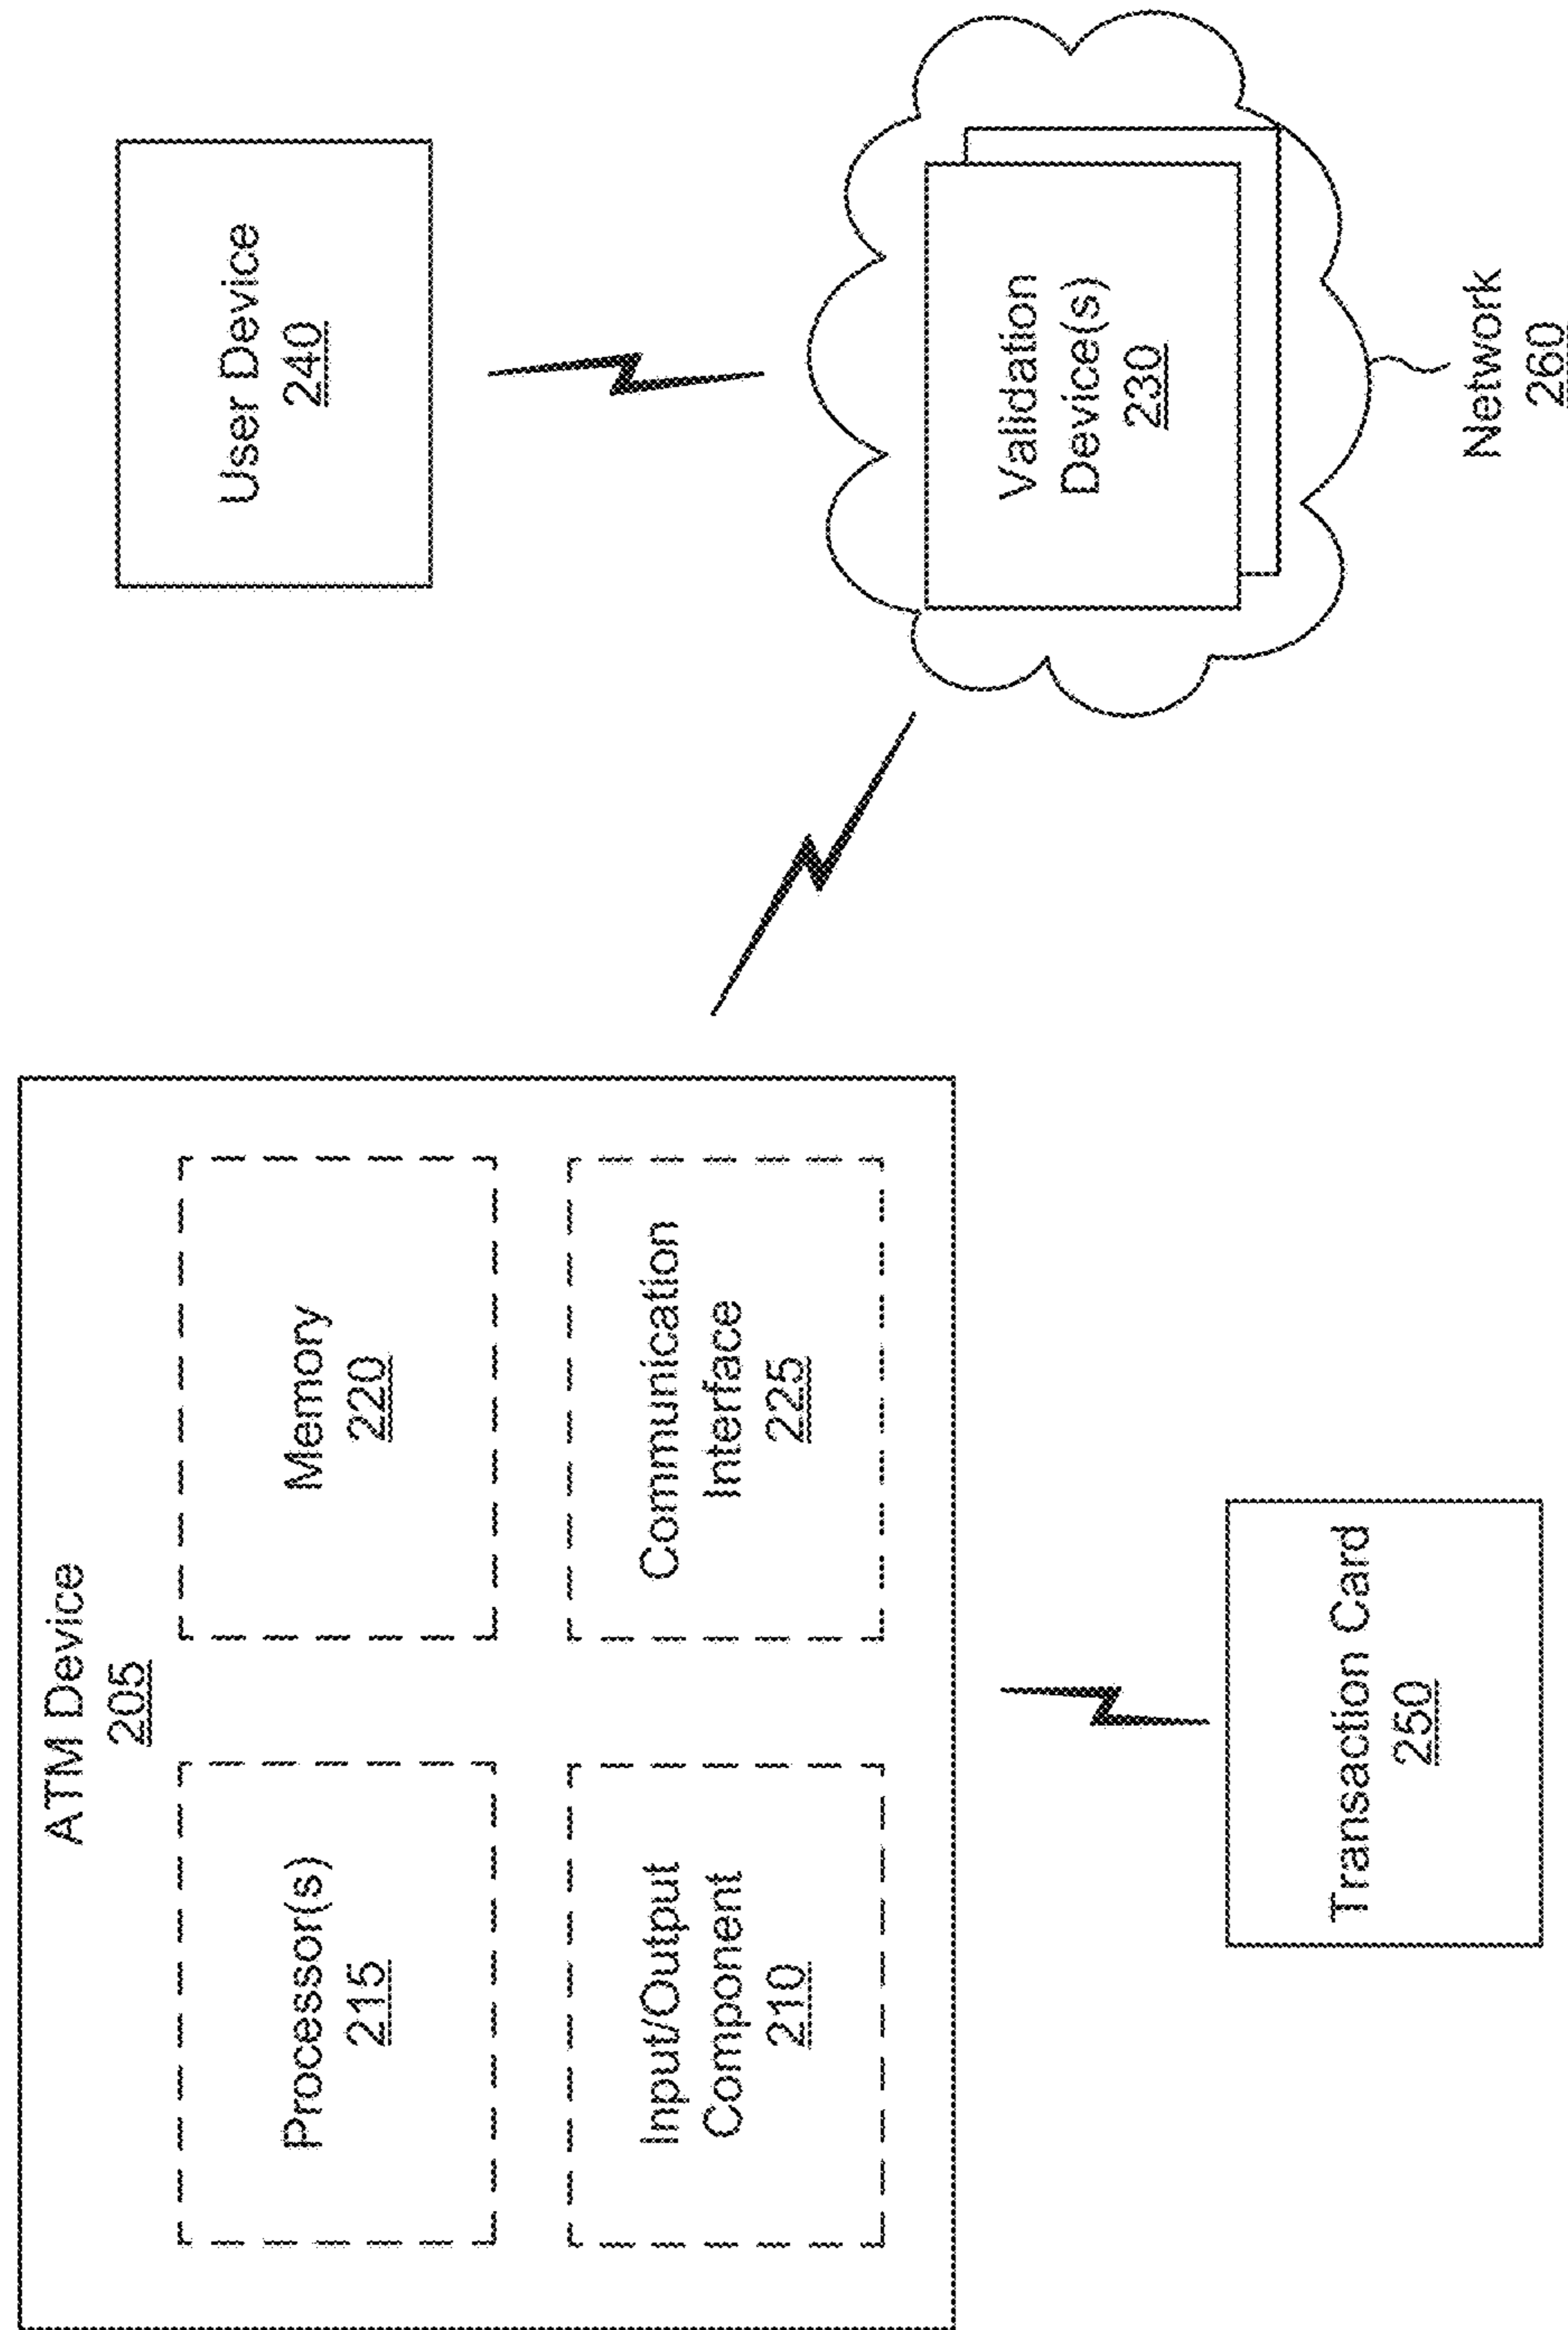 ATM Device
205
Processor(s)
215
Memory
220
Input/Output
Component
210
Communication
Interface
225
Transaction Card
250
User Device
240
Validation
Device(s)
230
Network
260